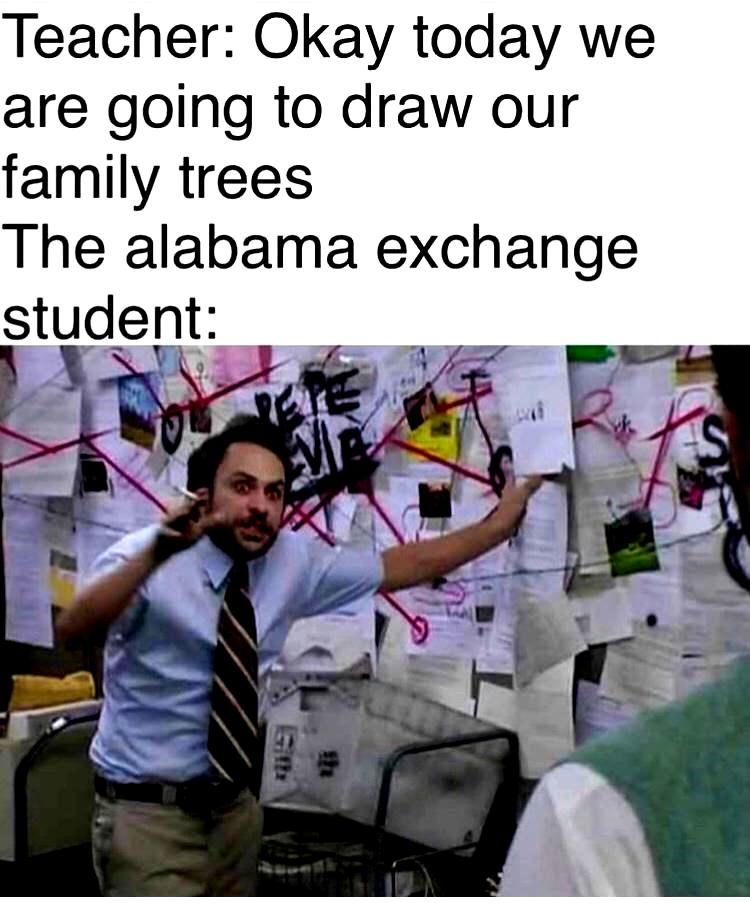 Teacher: Okay today we
are going to draw our
family trees
The alabama exchange
student:
PEPE